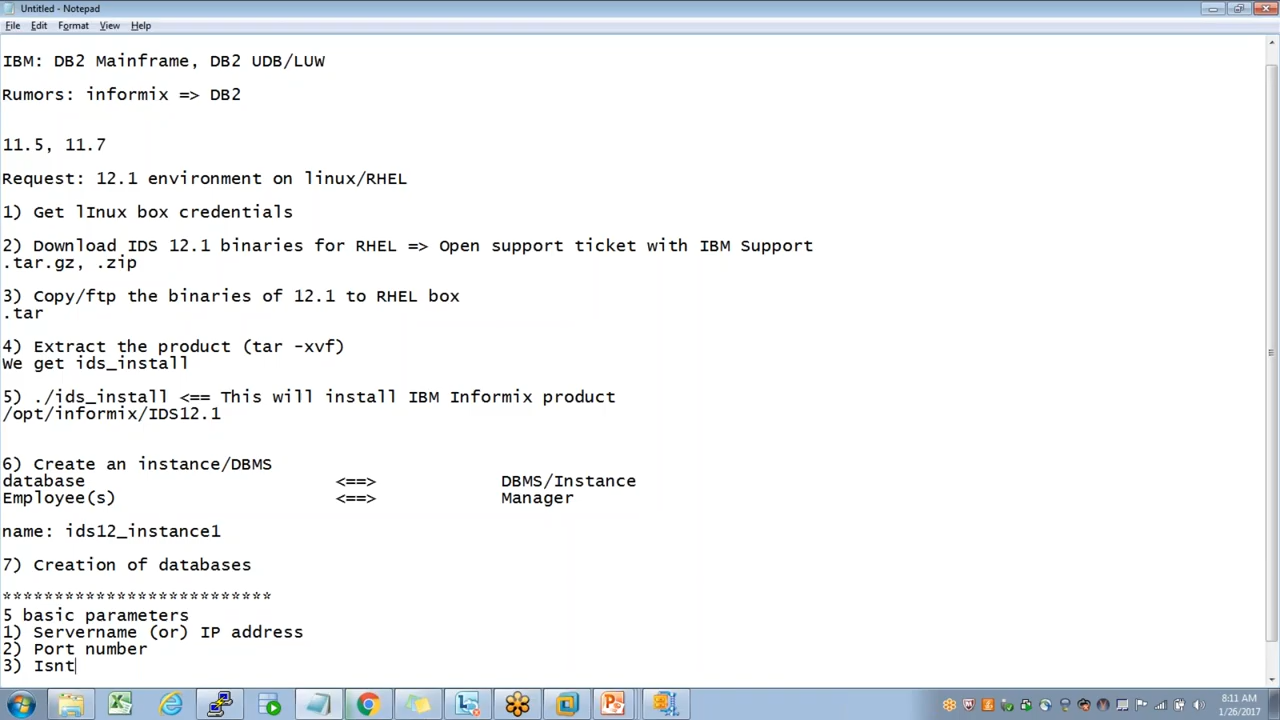 Untitled - Notepad
File Edit Format View Help
IBM: DB2 Mainframe, DB2 UDB/LUW
Rumors: informix => DB2
11.5, 11.7
Request: 12.1 environment on linux/RHEL
1) Get lInux box credentials
2) Download IDS 12.1 binaries for RHEL => Open support ticket with IBM Support
.tar.gz, .zip
3) Copy/ftp the binaries of 12.1 to RHEL box
.tar
4) Extract the product (tar -xvf)
We get ids_install
5) ./ids_install <== This will install IBM Informix product
/opt/informix/IDS12.1
6) Create an instance/DBMS
database <==> DBMS/Instance
Employee(s) <==> Manager
name: ids12_instance1
7) Creation of databases
**************************
5 basic parameters
1) Servername (or) IP address
2) Port number
3) Isnt
8:11 AM
1/26/2017